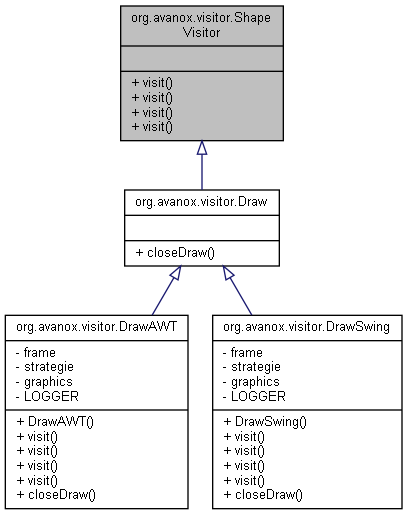 org.avanox.visitor.Shape
Visitor
+ visit()
+ visit()
+ visit()
+ visit()
org.avanox.visitor.Draw
+ closeDraw()
org.avanox.visitor.DrawAWT
- frame
- strategie
- graphics
- LOGGER
+ DrawAWT()
+ visit()
+ visit()
+ visit()
+ visit()
+ closeDraw()
org.avanox.visitor.DrawSwing
- frame
- strategie
- graphics
- LOGGER
+ DrawSwing()
+ visit()
+ visit()
+ visit()
+ visit()
+ closeDraw()